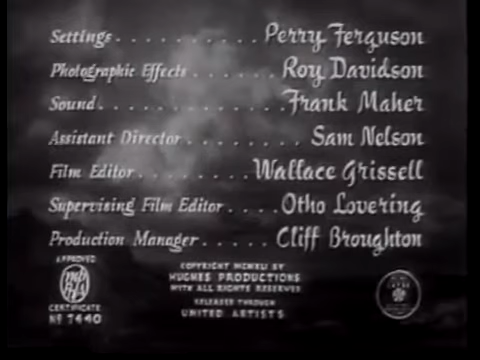 Settings. . . . . . . . . . . Perry Ferguson
Photographic Effects. . . . . . . Roy Davidson
Sound. . . . . . . . . . . . Frank Maher
Assistant Director. . . . . . . . Sam Nelson
Film Editor. . . . . . . . Wallace Grissell
Supervising Film Editor. . . . Otho Lovering
Production Manager. . . . . . Cliff Broughton
APPROVED
CERTIFICATE
Nº 7440
COPYRIGHT MCMXLI BY
HUGHES PRODUCTIONS
WITH ALL RIGHTS RESERVED
RELEASED THROUGH
UNITED ARTISTS